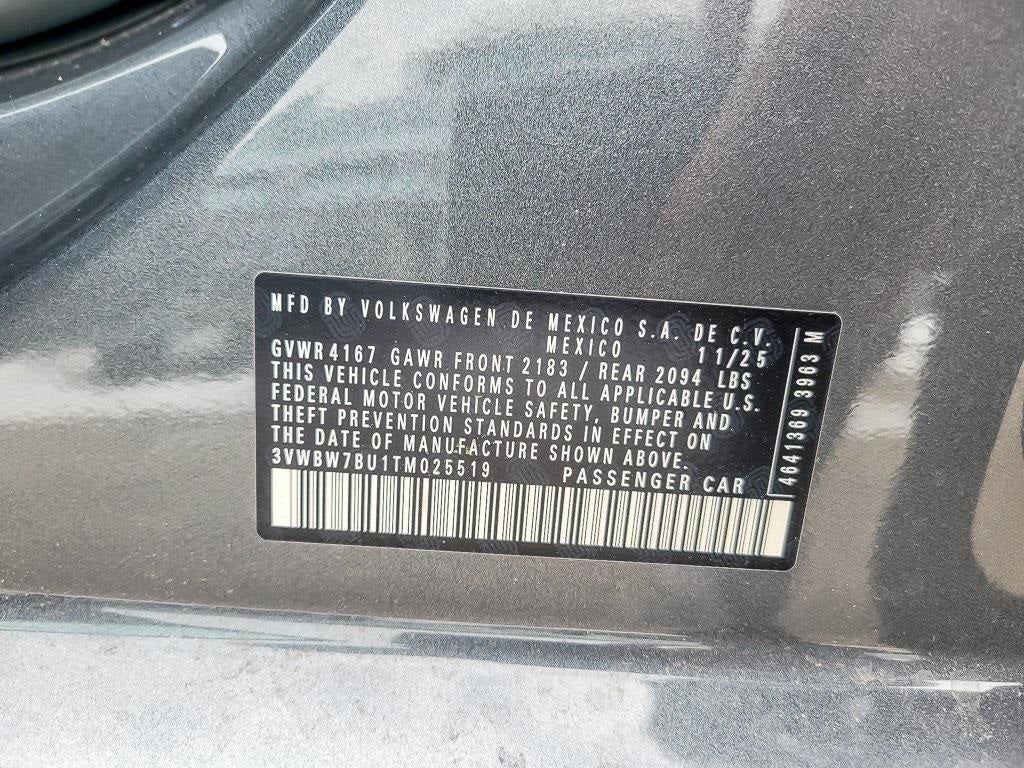 MFD BY VOLKSWAGEN DE MEXICO S.A. DE C.V.
MEXICO 11/25
GVWR 4167 GAWR FRONT 2183 / REAR 2094 LBS
THIS VEHICLE CONFORMS TO ALL APPLICABLE U.S.
FEDERAL MOTOR VEHICLE SAFETY, BUMPER AND
THEFT PREVENTION STANDARDS IN EFFECT ON
THE DATE OF MANUFACTURE SHOWN ABOVE.
3VWBW7BU1TM025519 PASSENGER CAR
4641369 3963 M